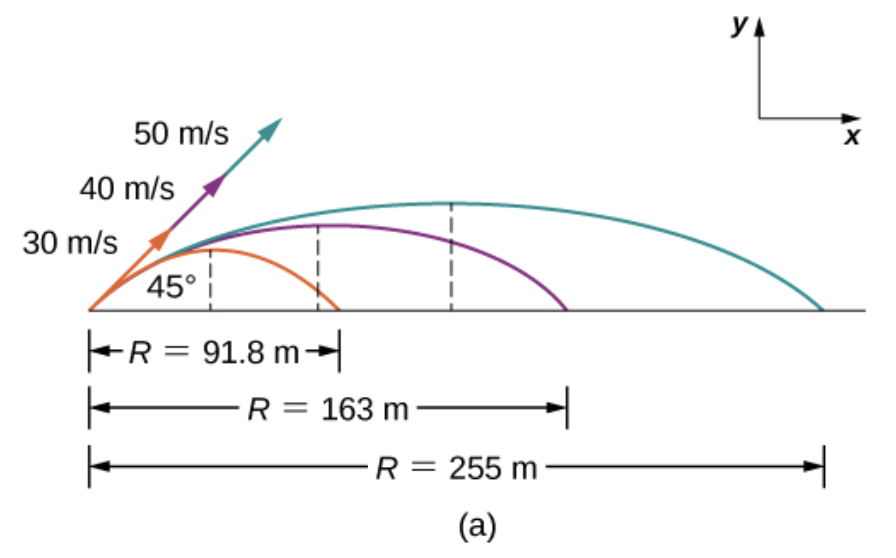 y
x
50 m/s
40 m/s
30 m/s
45°
R = 91.8 m
R = 163 m
R = 255 m
(a)